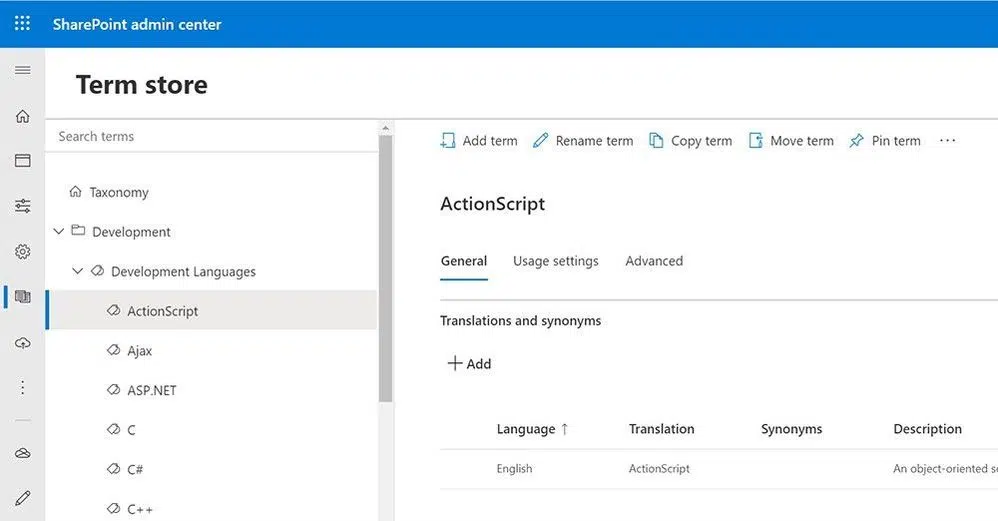 SharePoint admin center
Term store
Search terms
Taxonomy
Development
Development Languages
ActionScript
Ajax
ASP.NET
C
C#
C++
Add term Rename term Copy term Move term Pin term ...
ActionScript
General Usage settings Advanced
Translations and synonyms
+ Add
Language ↑ Translation Synonyms Description
English ActionScript An object-oriented